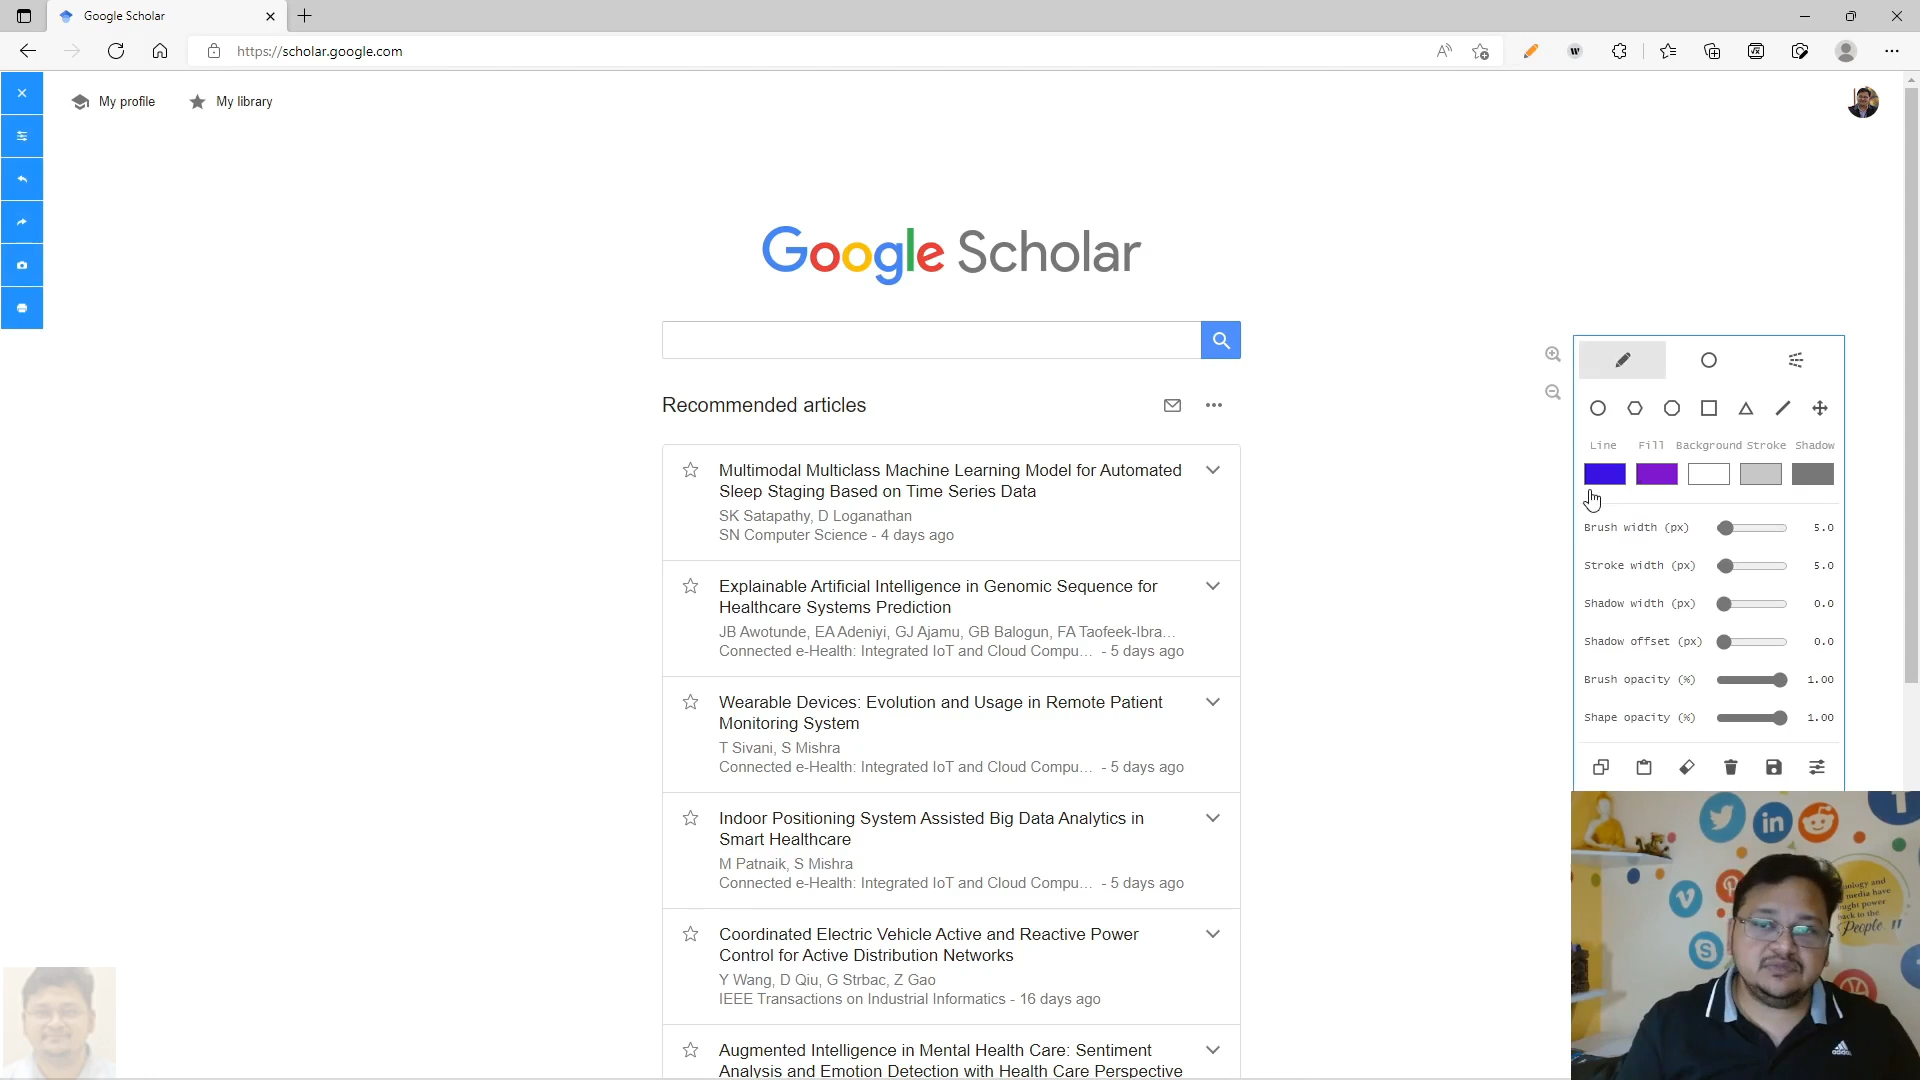 Google Scholar
https://scholar.google.com
W
My profile
My library
Google Scholar
Recommended articles
Multimodal Multiclass Machine Learning Model for Automated
Sleep Staging Based on Time Series Data
SK Satapathy, D Loganathan
SN Computer Science - 4 days ago
Explainable Artificial Intelligence in Genomic Sequence for
Healthcare Systems Prediction
JB Awotunde, EA Adeniyi, GJ Ajamu, GB Balogun, FA Taofeek-Ibra...
Connected e-Health: Integrated IoT and Cloud Compu... - 5 days ago
Wearable Devices: Evolution and Usage in Remote Patient
Monitoring System
T Sivani, S Mishra
Connected e-Health: Integrated IoT and Cloud Compu... - 5 days ago
Indoor Positioning System Assisted Big Data Analytics in
Smart Healthcare
M Patnaik, S Mishra
Connected e-Health: Integrated IoT and Cloud Compu... - 5 days ago
Coordinated Electric Vehicle Active and Reactive Power
Control for Active Distribution Networks
Y Wang, D Qiu, G Strbac, Z Gao
IEEE Transactions on Industrial Informatics - 16 days ago
Augmented Intelligence in Mental Health Care: Sentiment
Analysis and Emotion Detection with Health Care Perspective
Line Fill Background Stroke Shadow
Brush width (px) 5.0
Stroke width (px) 5.0
Shadow width (px) 0.0
Shadow offset (px) 0.0
Brush opacity (%) 1.00
Shape opacity (%) 1.00
in
media have
back to the
People. "
adidas